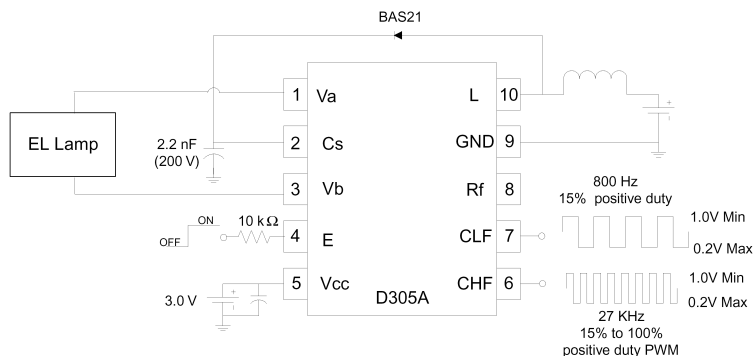 BAS21
1 Va
2 Cs
3 Vb
4 E
5 Vcc
L 10
GND 9
Rf 8
CLF 7
CHF 6
D305A
EL Lamp
2.2 nF
(200 V)
ON
OFF
10 kΩ
3.0 V
+
-
+
-
800 Hz
15% positive duty
1.0V Min
0.2V Max
1.0V Min
0.2V Max
27 KHz
15% to 100%
positive duty PWM